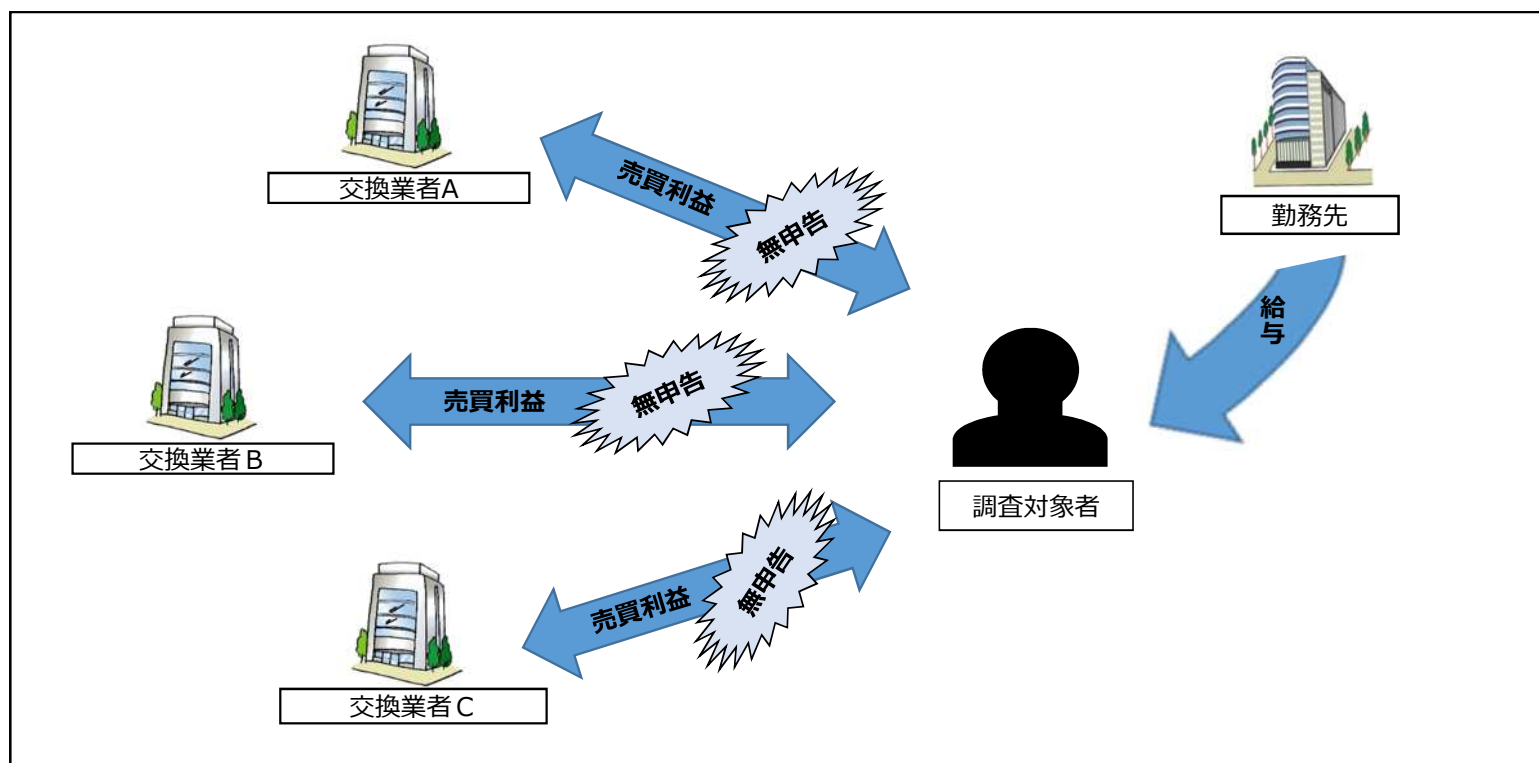 交換業者A
売買利益
無申告
勤務先
給与
交換業者B
売買利益
無申告
調査対象者
交換業者C
売買利益
無申告